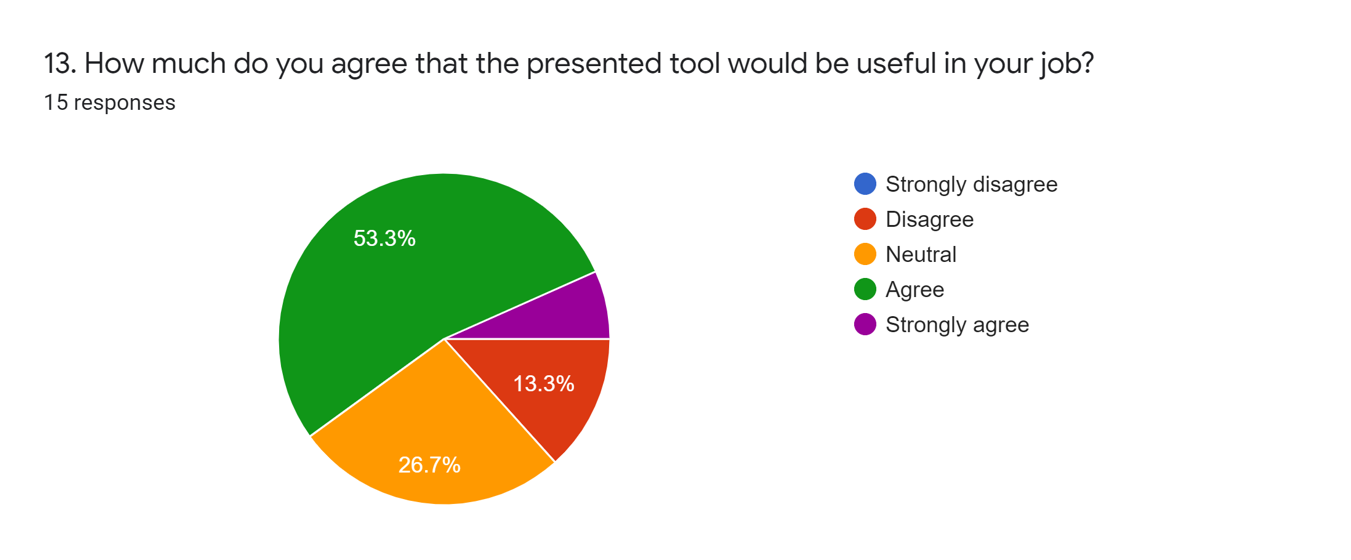 13. How much do you agree that the presented tool would be useful in your job?
15 responses
53.3%
13.3%
26.7%
Strongly disagree
Disagree
Neutral
Agree
Strongly agree